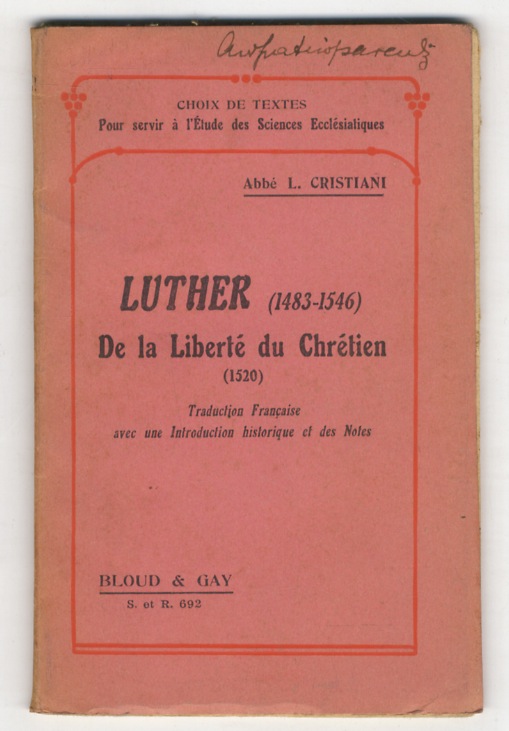 CHOIX DE TEXTES
Pour servir à l'Étude des Sciences Ecclésiatiques
Abbé L. CRISTIANI
LUTHER (1483-1546)
De la Liberté du Chrétien
(1520)
Traduction Française
avec une Introduction historique et des Notes
BLOUD & GAY
S. et R. 692